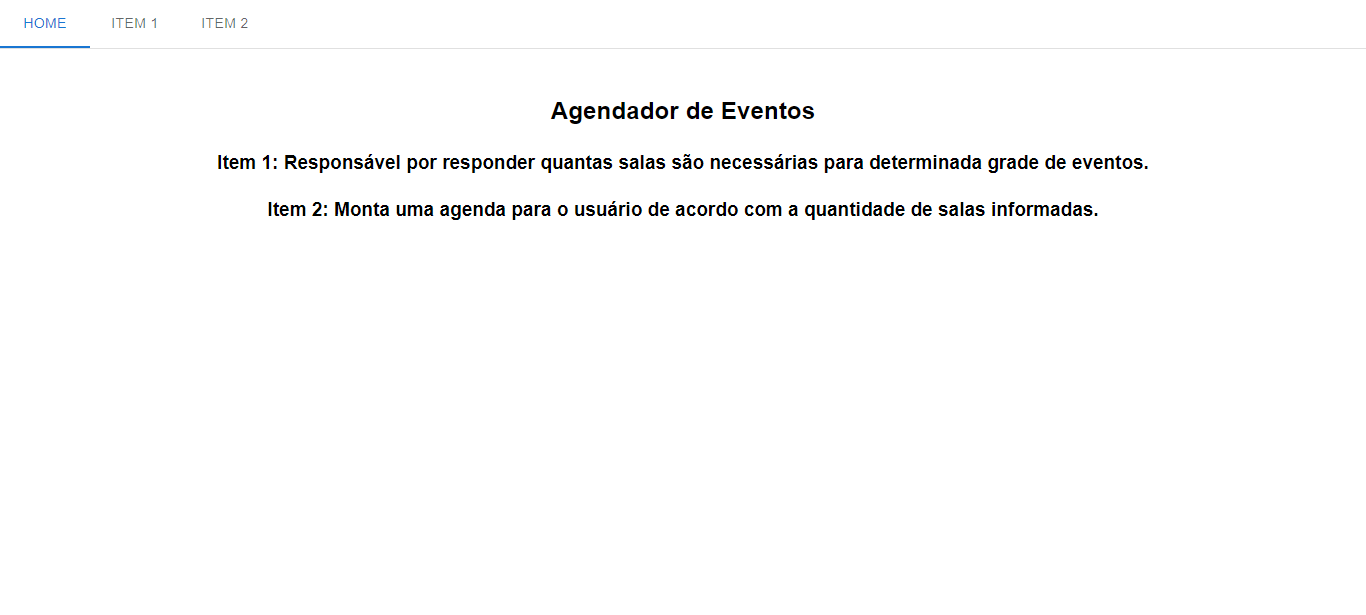 HOME ITEM 1 ITEM 2
Agendador de Eventos
Item 1: Responsável por responder quantas salas são necessárias para determinada grade de eventos.
Item 2: Monta uma agenda para o usuário de acordo com a quantidade de salas informadas.